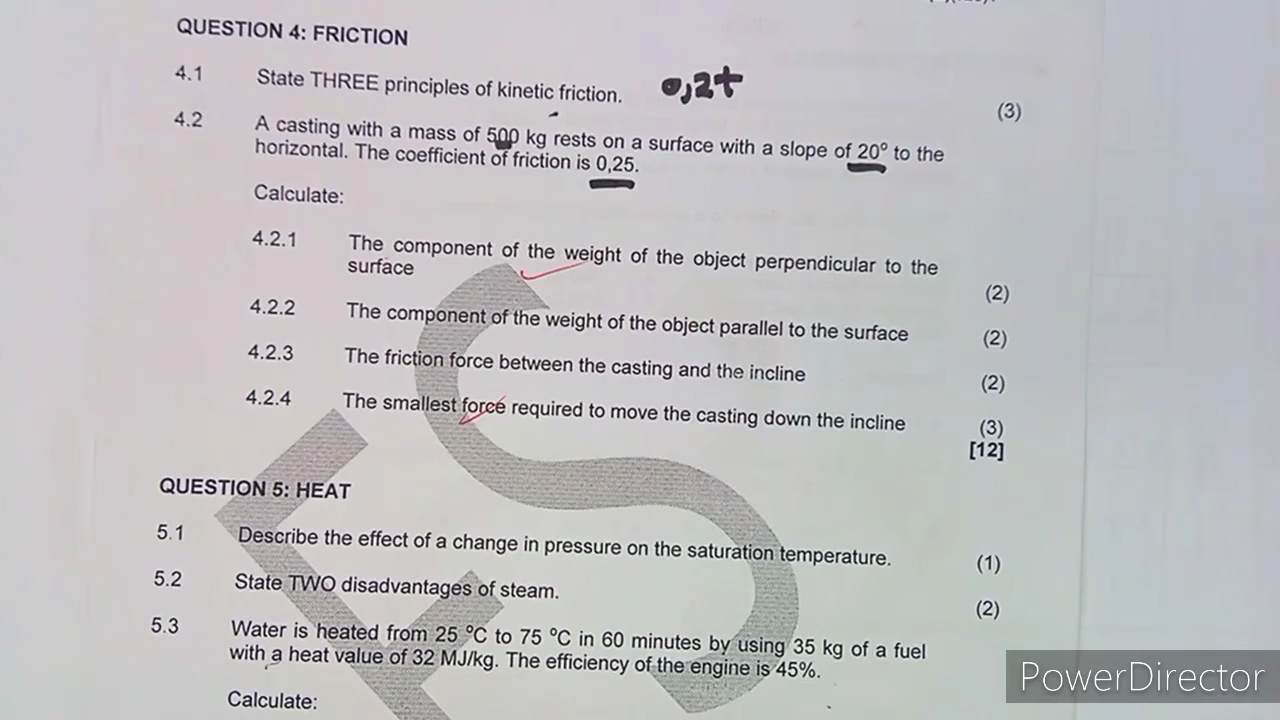 QUESTION 4: FRICTION
4.1 State THREE principles of kinetic friction. 0,2+
(3)
4.2 A casting with a mass of 500 kg rests on a surface with a slope of 20° to the
horizontal. The coefficient of friction is 0,25.
Calculate:
4.2.1 The component of the weight of the object perpendicular to the
surface
(2)
4.2.2 The component of the weight of the object parallel to the surface
(2)
4.2.3 The friction force between the casting and the incline
(2)
4.2.4 The smallest force required to move the casting down the incline
(3)
[12]
QUESTION 5: HEAT
5.1 Describe the effect of a change in pressure on the saturation temperature.
(1)
5.2 State TWO disadvantages of steam.
(2)
5.3 Water is heated from 25 °C to 75 °C in 60 minutes by using 35 kg of a fuel
with a heat value of 32 MJ/kg. The efficiency of the engine is 45%.
Calculate:
PowerDirector